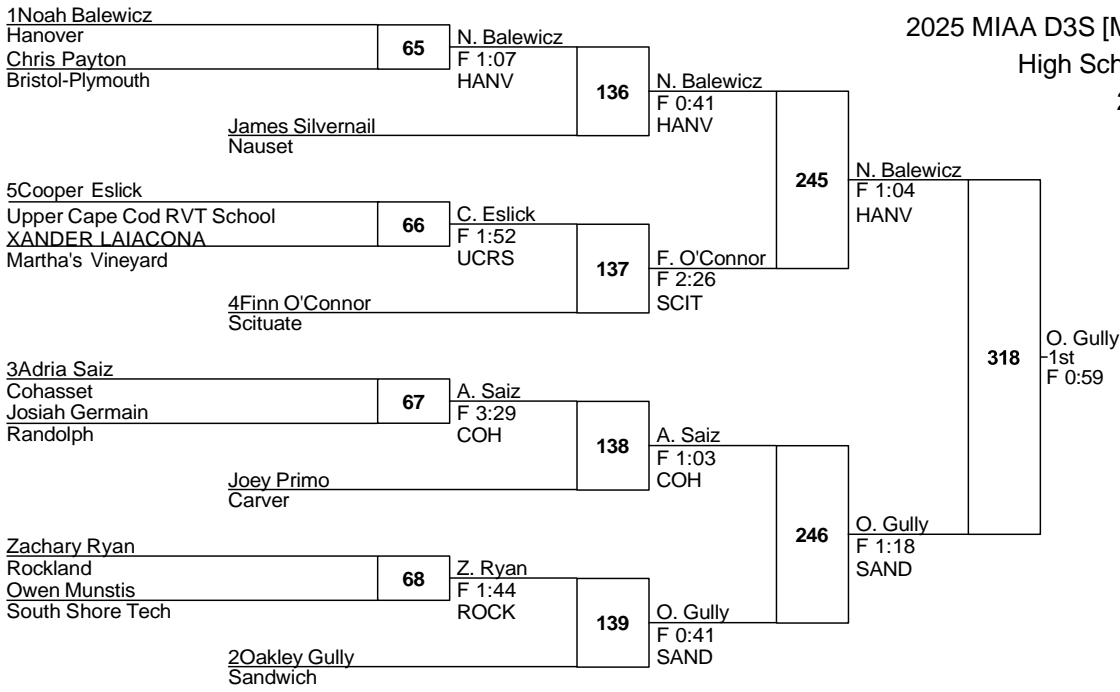 1Noah Balewicz
Hanover
Chris Payton
Bristol-Plymouth
65
N. Balewicz
F 1:07
HANV
James Silvernail
Nauset
136
N. Balewicz
F 0:41
HANV
5Cooper Eslick
Upper Cape Cod RVT School
XANDER LAIACONA
Martha's Vineyard
66
C. Eslick
F 1:52
UCRS
4Finn O'Connor
Scituate
137
F. O'Connor
F 2:26
SCIT
245
N. Balewicz
F 1:04
HANV
3Adria Saiz
Cohasset
Josiah Germain
Randolph
67
A. Saiz
F 3:29
COH
Joey Primo
Carver
138
A. Saiz
F 1:03
COH
Zachary Ryan
Rockland
Owen Munstis
South Shore Tech
68
Z. Ryan
F 1:44
ROCK
2Oakley Gully
Sandwich
139
O. Gully
F 0:41
SAND
246
O. Gully
F 1:18
SAND
318
O. Gully
1st
F 0:59
2025 MIAA D3S [M
High Sch